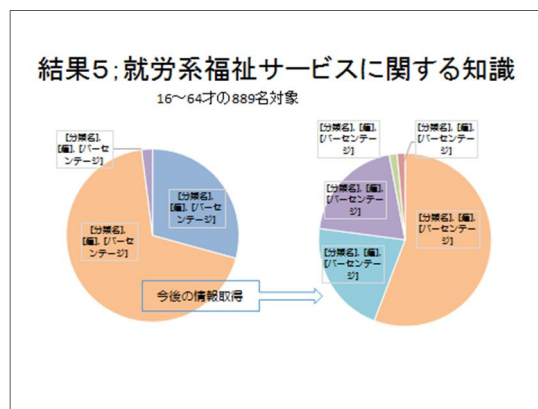 結果5;就労系福祉サービスに関する知識
16～64才の889名対象
[分類名],
[値], [パーセ
ンテージ]
[分類名],
[値], [パーセ
ンテージ]
[分類名],
[値], [パーセ
ンテージ]
今後の情報取得
[分類名], [値],
[パーセンテー
ジ]
[分類名], [値],
[パーセンテー
ジ]
[分類名], [値],
[パーセンテー
ジ]
[分類名], [値],
[パーセンテー
ジ]
[分類名], [値],
[パーセンテー
ジ]